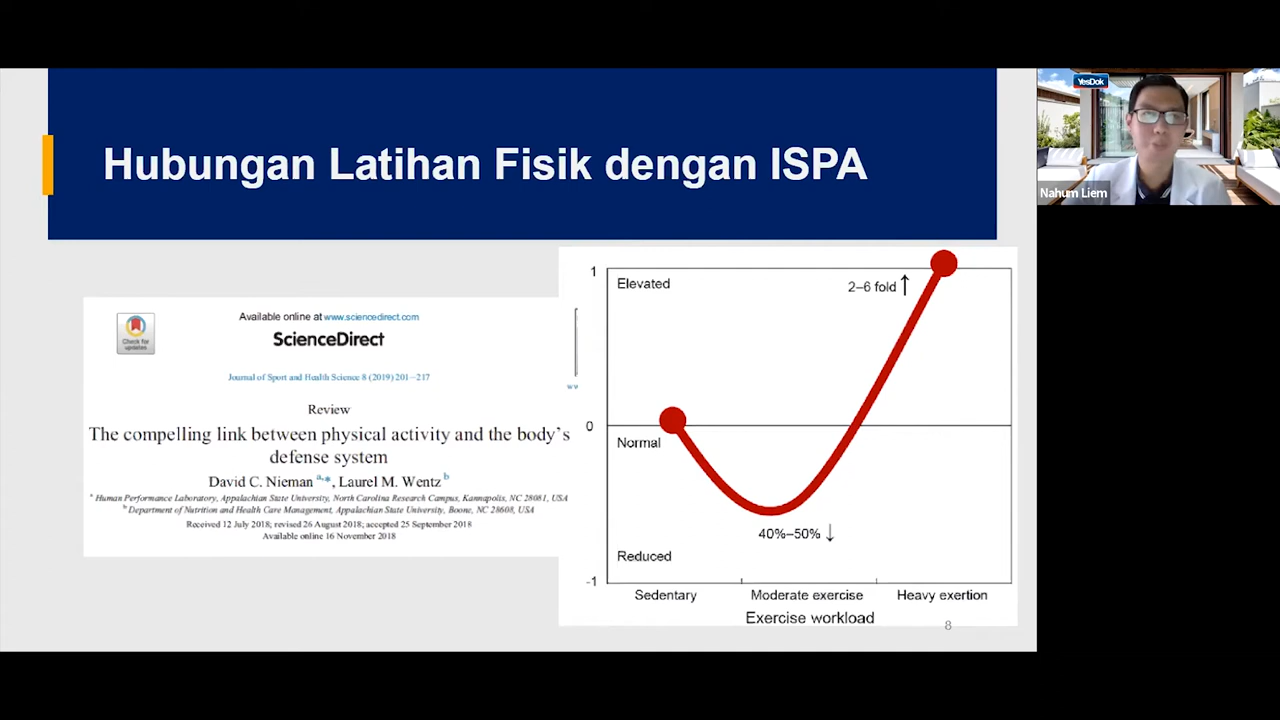 Hubungan Latihan Fisik dengan ISPA
YesDok
Nahum Liem
Check for
updates
Available online at www.sciencedirect.com
ScienceDirect
Journal of Sport and Health Science 8 (2019) 201–217
Review
The compelling link between physical activity and the body's
defense system
David C. Nieman a,*, Laurel M. Wentz b
a Human Performance Laboratory, Appalachian State University, North Carolina Research Campus, Kannapolis, NC 28081, USA
b Department of Nutrition and Health Care Management, Appalachian State University, Boone, NC 28608, USA
Received 12 July 2018; revised 26 August 2018; accepted 25 September 2018
Available online 16 November 2018
ww
1
Elevated
2–6 fold ↑
0
Normal
40%–50% ↓
Reduced
-1
Sedentary Moderate exercise Heavy exertion
Exercise workload
8